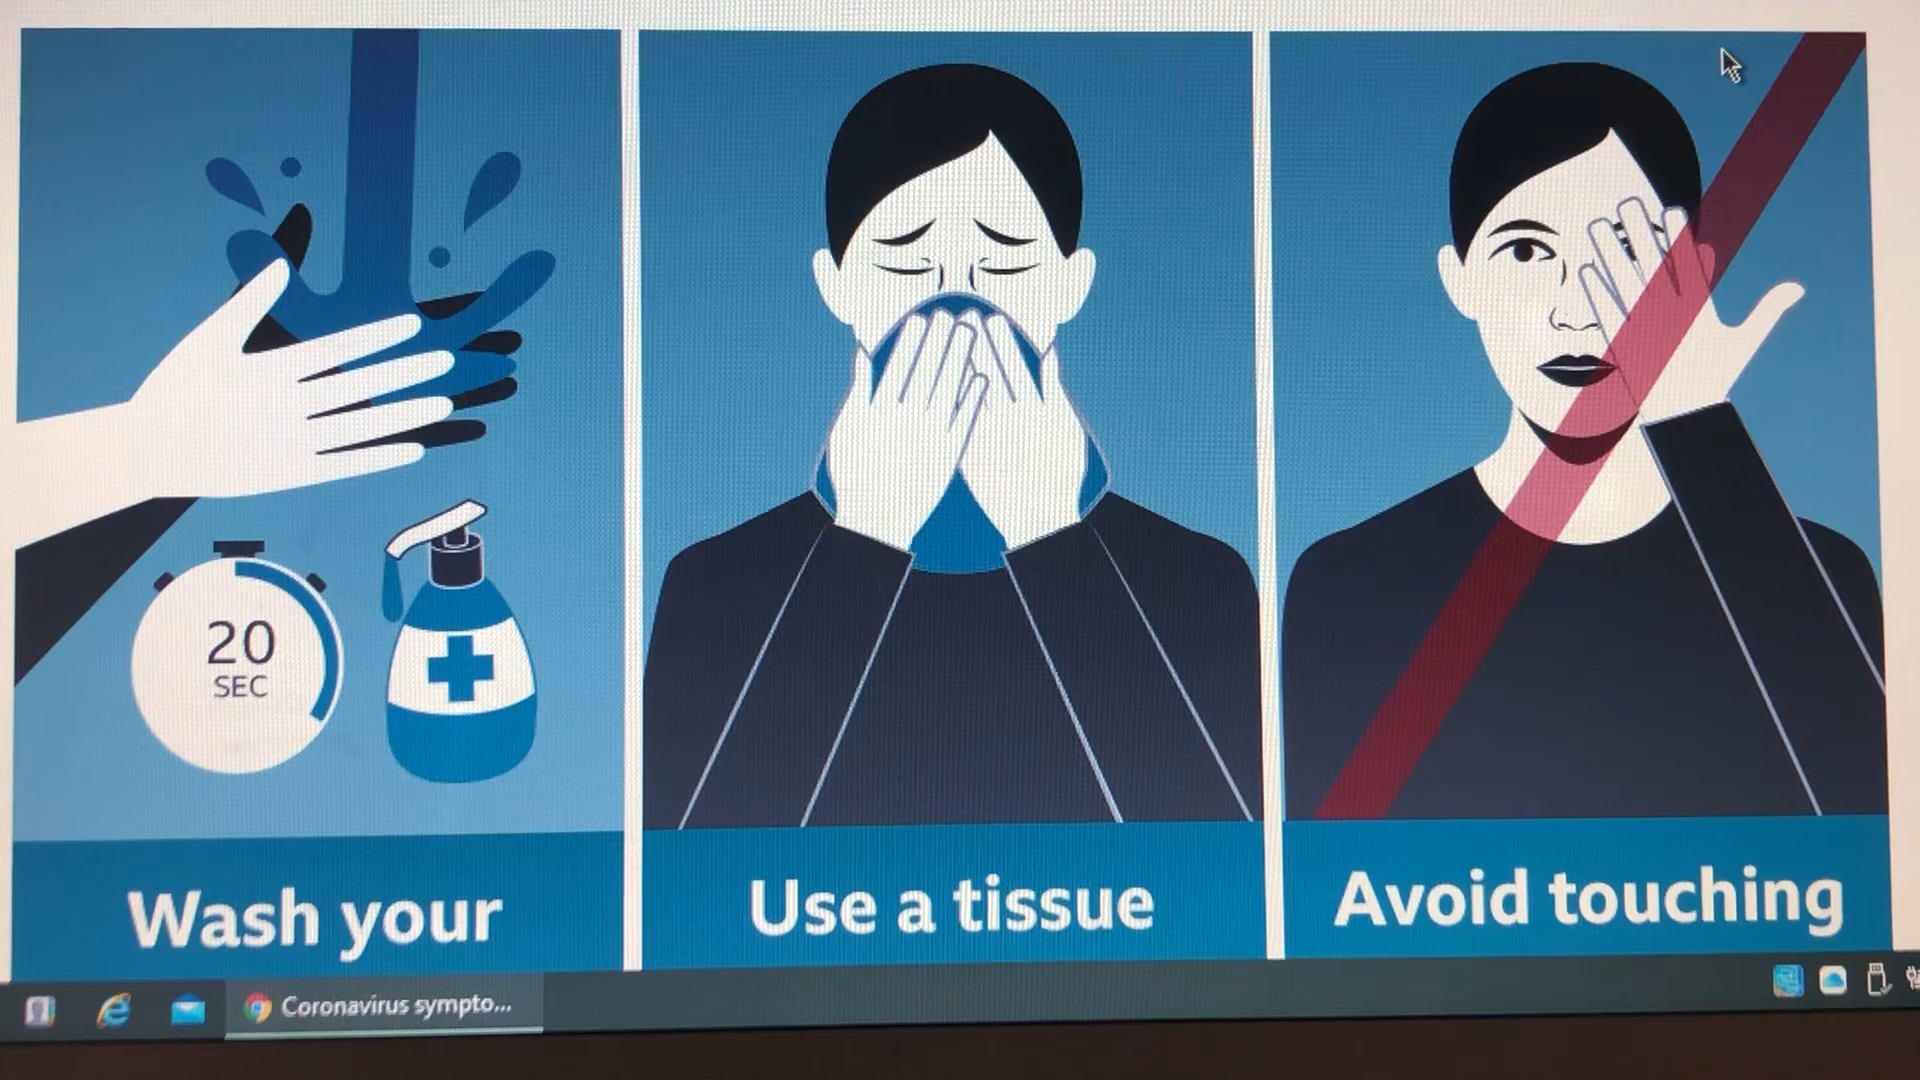 20
SEC
Wash your
Use a tissue
Avoid touching
Coronavirus sympto...